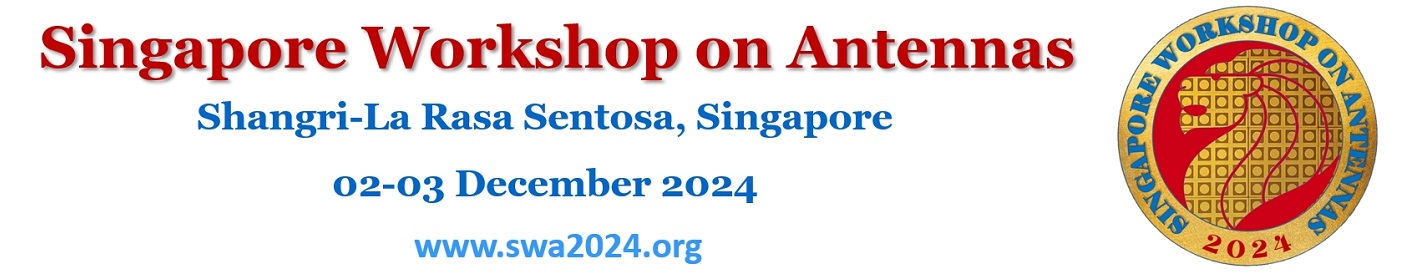 Singapore Workshop on Antennas
Shangri-La Rasa Sentosa, Singapore
02-03 December 2024
www.swa2024.org
SINGAPORE WORKSHOP ON ANTENNAS
2024